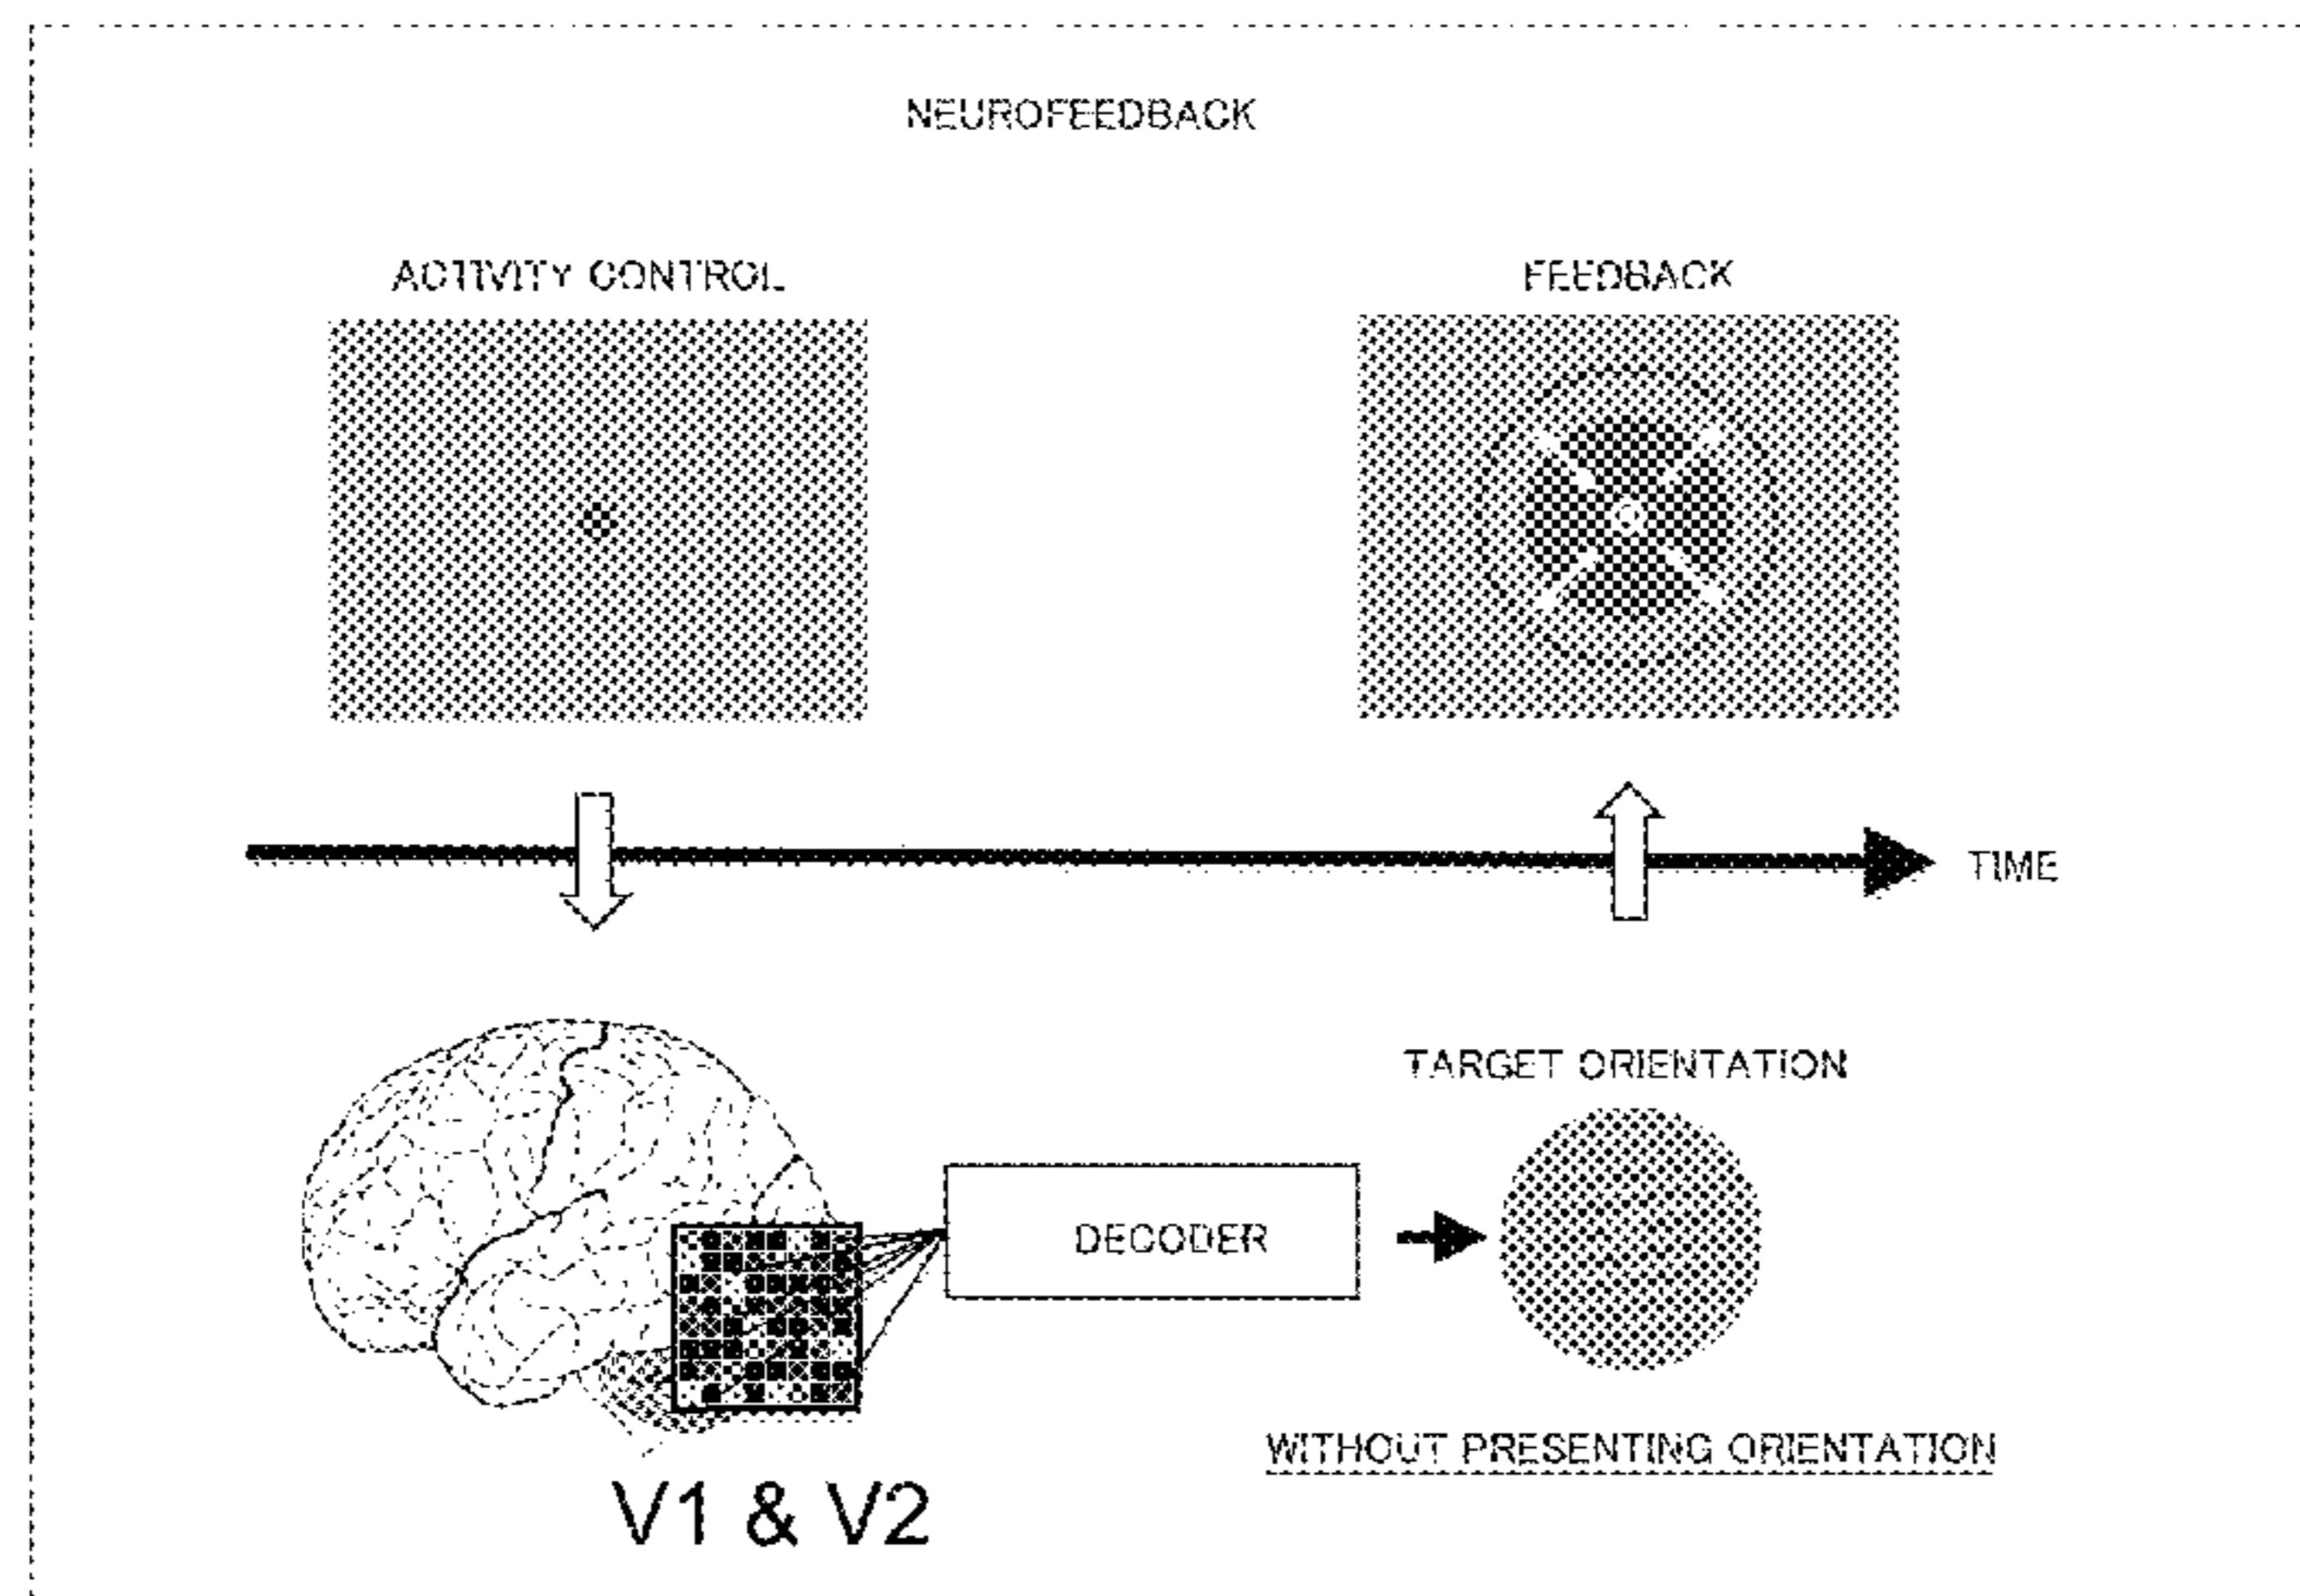 NEUROFEEDBACK
ACTIVITY CONTROL
FEEDBACK
TIME
TARGET ORIENTATION
DECODER
WITHOUT PRESENTING ORIENTATION
V1 & V2